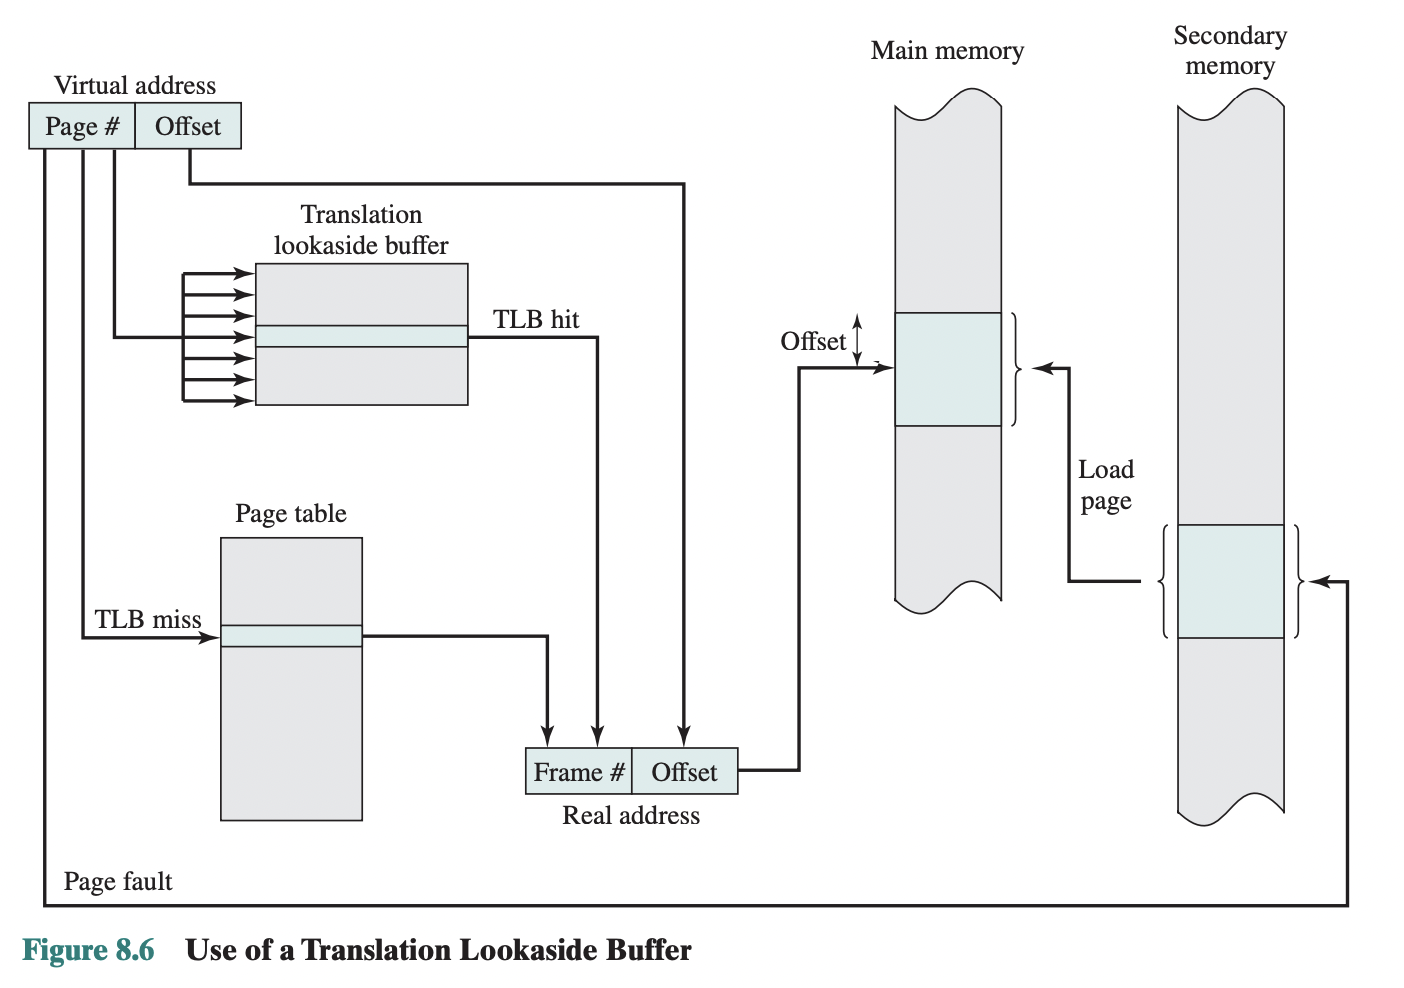 Main memory
Secondary
memory
Virtual address
Page #
Offset
Translation
lookaside buffer
TLB hit
Offset
Load
page
Page table
TLB miss
Frame #
Offset
Real address
Page fault
Figure 8.6 Use of a Translation Lookaside Buffer